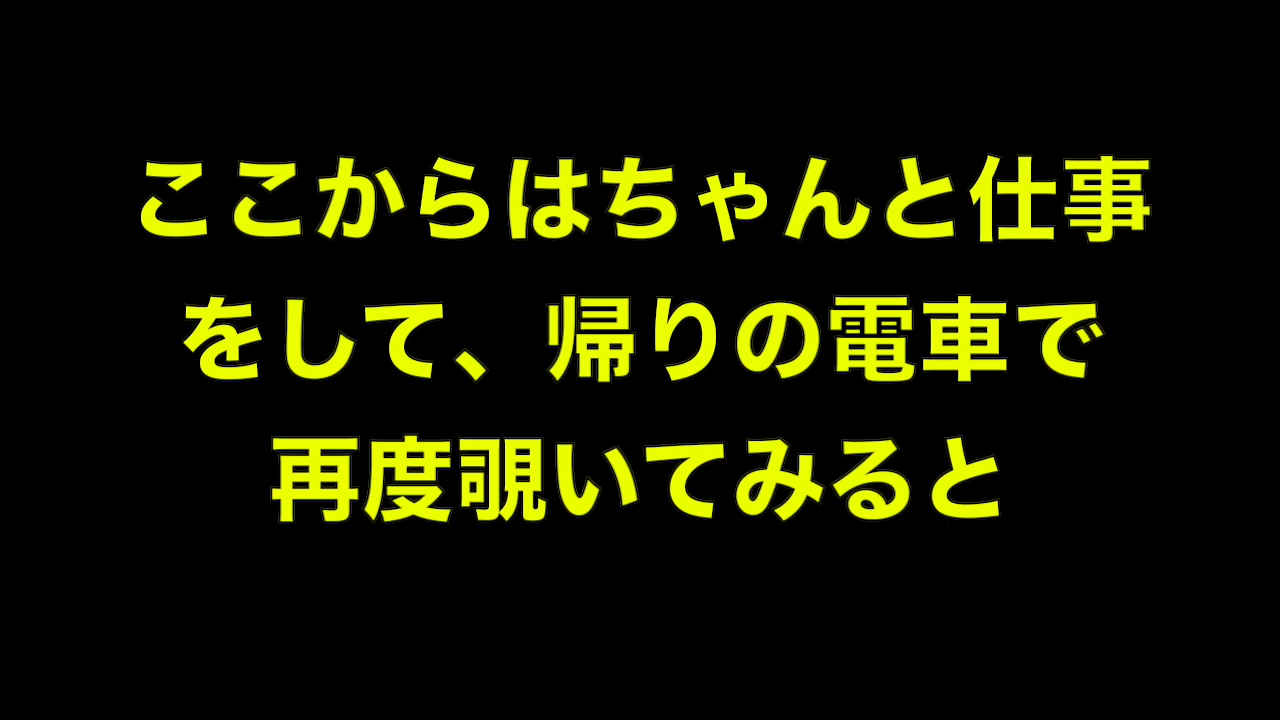 ここからはちゃんと仕事
をして、帰りの電車で
再度覗いてみると